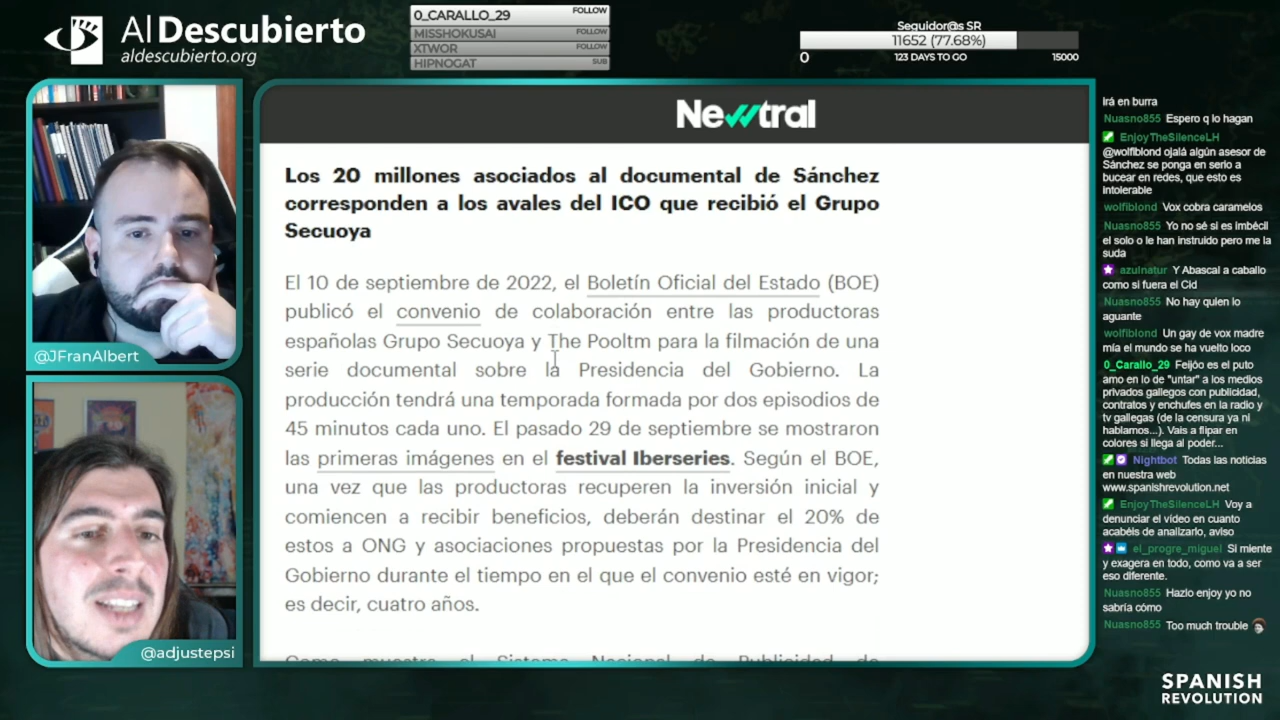 Al Descubierto
aldescubierto.org
0_CARALLO_29 FOLLOW
MISSHOKUSAI FOLLOW
XTWOR FOLLOW
HIPNOGAT SUB
Seguidor@s SR
11652 (77.68%)
0 123 DAYS TO GO 15000
@JFranAlbert
@adjustepsi
Newtral
Los 20 millones asociados al documental de Sánchez
corresponden a los avales del ICO que recibió el Grupo
Secuoya
El 10 de septiembre de 2022, el Boletín Oficial del Estado (BOE)
publicó el convenio de colaboración entre las productoras
españolas Grupo Secuoya y The Pooltm para la filmación de una
serie documental sobre la Presidencia del Gobierno. La
producción tendrá una temporada formada por dos episodios de
45 minutos cada uno. El pasado 29 de septiembre se mostraron
las primeras imágenes en el festival Iberseries. Según el BOE,
una vez que las productoras recuperen la inversión inicial y
comiencen a recibir beneficios, deberán destinar el 20% de
estos a ONG y asociaciones propuestas por la Presidencia del
Gobierno durante el tiempo en el que el convenio esté en vigor;
es decir, cuatro años.
Como muestra el Sistema Nacional de Publicidad de
Irá en burra
Nuasno855 Espero q lo hagan
EnjoyTheSilenceLH
@wolfiblond ojalá algún asesor de
Sánchez se ponga en serio a
bucear en redes, que esto es
intolerable
wolfiblond Vox cobra caramelos
Nuasno855 Yo no sé si es imbécil
el solo o le han instruido pero me la
suda
azulnatur Y Abascal a caballo
como si fuera el Cid
Nuasno855 No hay quien lo
aguante
wolfiblond Un gay de vox madre
mía el mundo se ha vuelto loco
0_Carallo_29 Feijóo es el puto
amo en lo de "untar" a los medios
privados gallegos con publicidad,
contratos y enchufes en la radio y
tv gallegas (de la censura ya ni
hablamos...). Vais a flipar en
colores si llega al poder...
Nightbot Todas las noticias
en nuestra web
www.spanishrevolution.net
EnjoyTheSilenceLH Voy a
denunciar el vídeo en cuanto
acabéis de analizarlo, aviso
el_progre_miguel Si miente
y exagera en todo, como va a ser
eso diferente.
Nuasno855 Hazlo enjoy yo no
sabría cómo
Nuasno855 Too much trouble
SPANISH
REVOLUTION